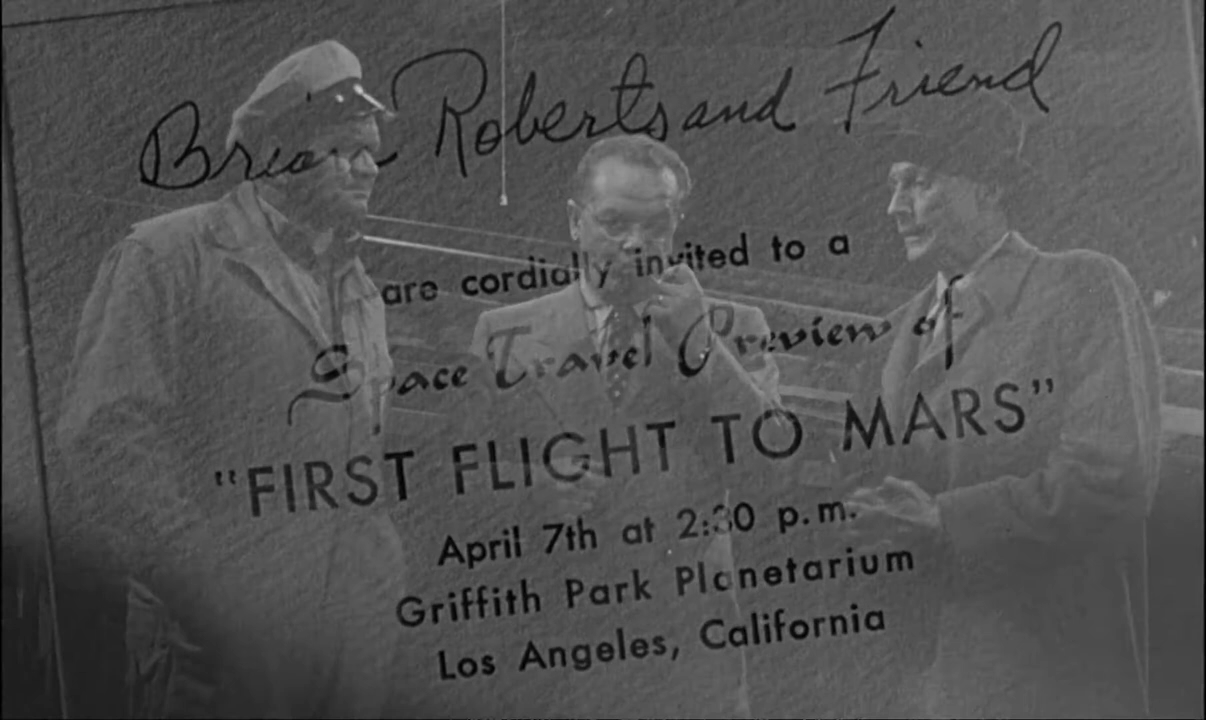 Brian Roberts and Friend
are cordially invited to a
Space Travel Preview of
"FIRST FLIGHT TO MARS"
April 7th at 2:30 p.m.
Griffith Park Planetarium
Los Angeles, California